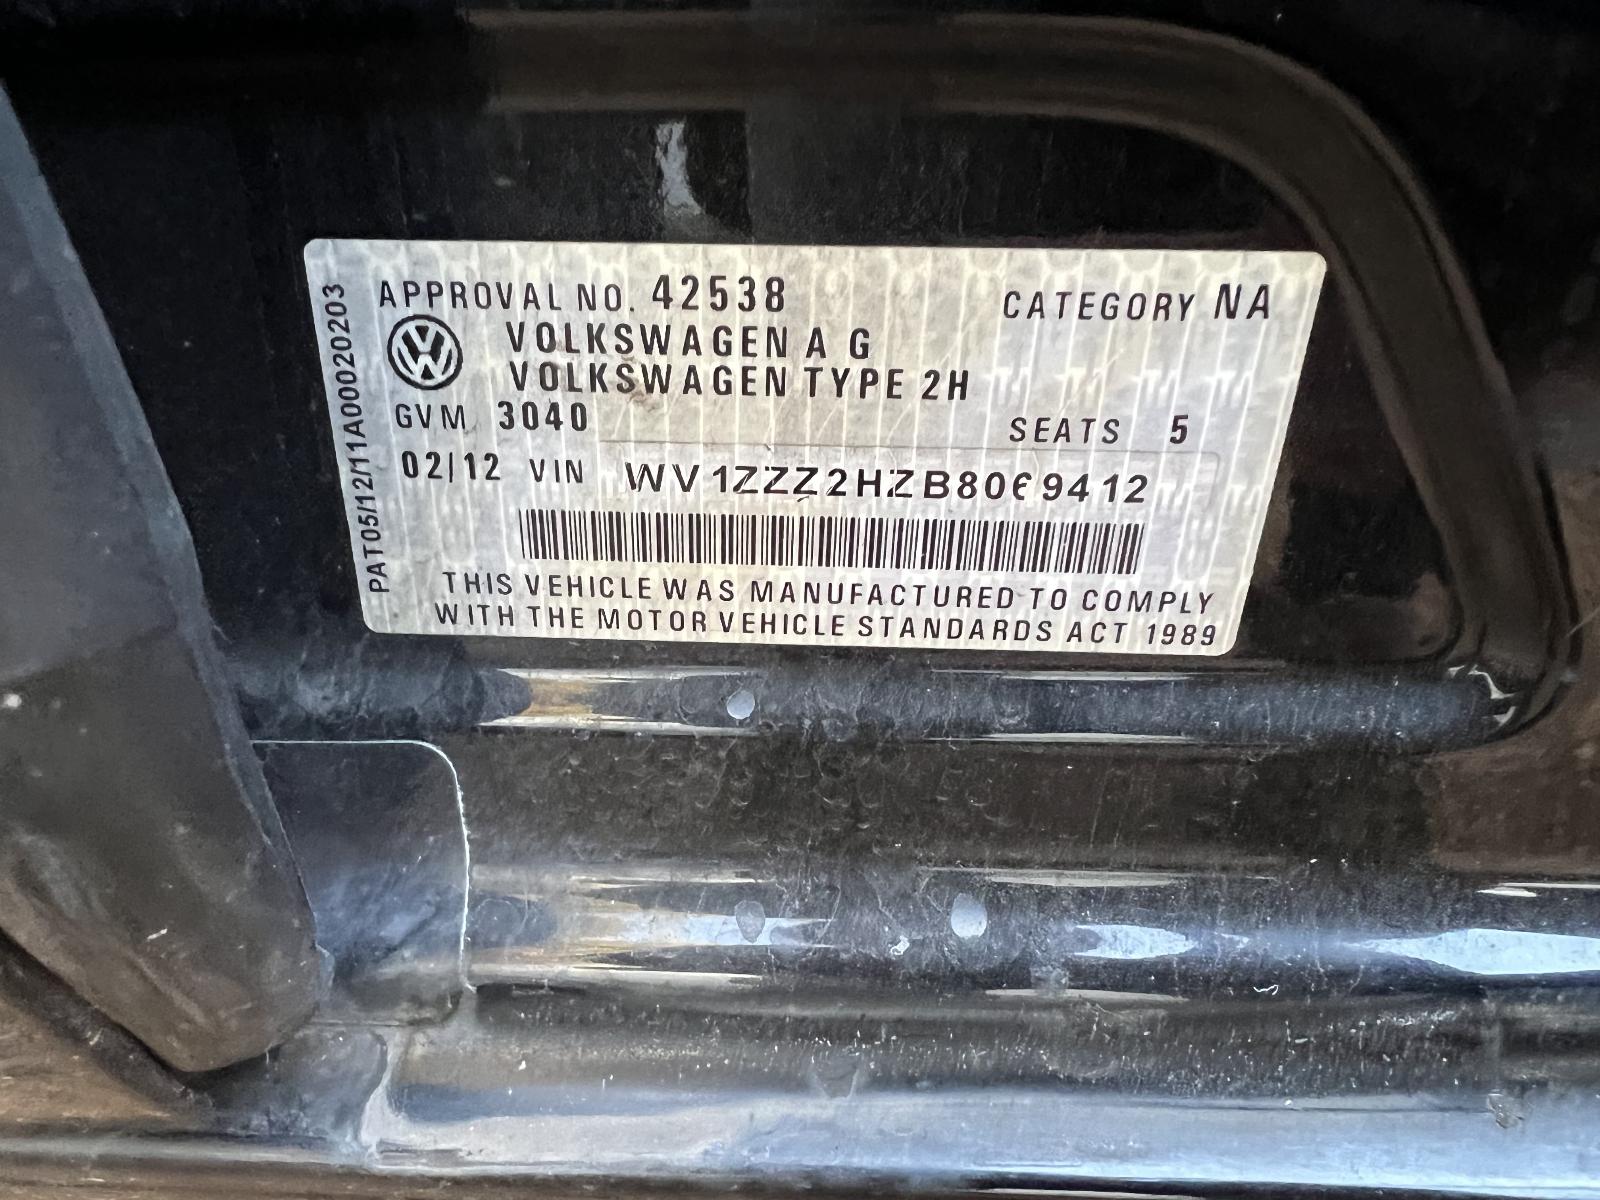 APPROVAL NO. 42538 CATEGORY NA
VOLKSWAGEN A G
VOLKSWAGEN TYPE 2H
GVM 3040 SEATS 5
02/12 VIN WV1ZZZ2HZB8069412
THIS VEHICLE WAS MANUFACTURED TO COMPLY
WITH THE MOTOR VEHICLE STANDARDS ACT 1989
PAT05/12/11A000020203